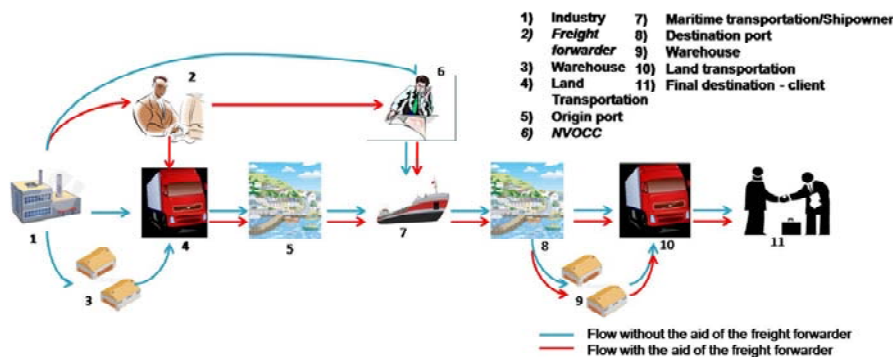 1) Industry
2) Freight
forwarder
3) Warehouse
4) Land
Transportation
5) Origin port
6) NVOCC
7) Maritime transportation/Shipowner
8) Destination port
9) Warehouse
10) Land transportation
11) Final destination - client
2
6
1
3
4
5
7
8
9
10
11
Flow without the aid of the freight forwarder
Flow with the aid of the freight forwarder